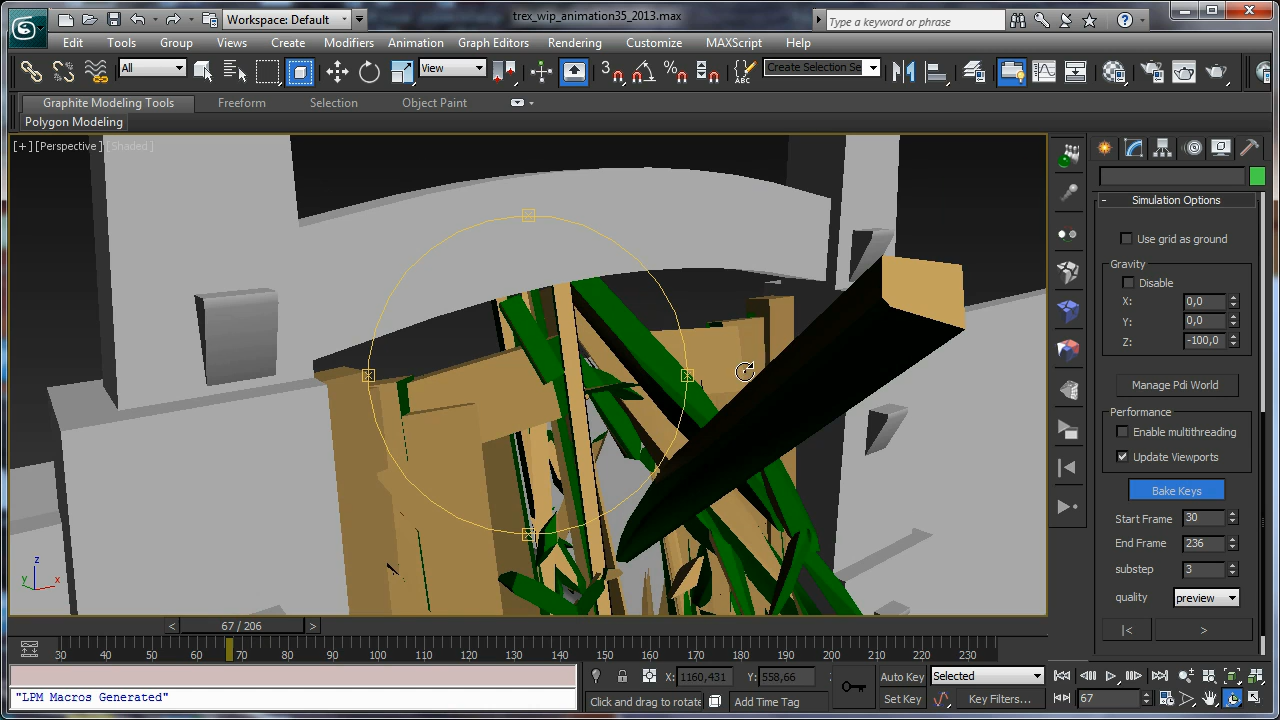 Workspace: Default
trex_wip_animation35_2013.max
Type a keyword or phrase
Edit Tools Group Views Create Modifiers Animation Graph Editors Rendering Customize MAXScript Help
All
View
3
Create Selection Se
Graphite Modeling Tools Freeform Selection Object Paint
Polygon Modeling
[+][Perspective][Shaded]
- Simulation Options
Use grid as ground
Gravity
Disable
X: 0,0
Y: 0,0
Z: -100,0
Manage Pdi World
Performance
Enable multithreading
Update Viewports
Bake Keys
Start Frame 30
End Frame 236
substep 3
quality preview
|< >
z
y x
< 67 / 206 >
30 40 50 60 70 80 90 100 110 120 130 140 150 160 170 180 190 200 210 220 230
X: 1160,431 Y: 558,66
Auto Key Selected
"LPM Macros Generated"
Click and drag to rotate
Add Time Tag
Set Key Key Filters... 67